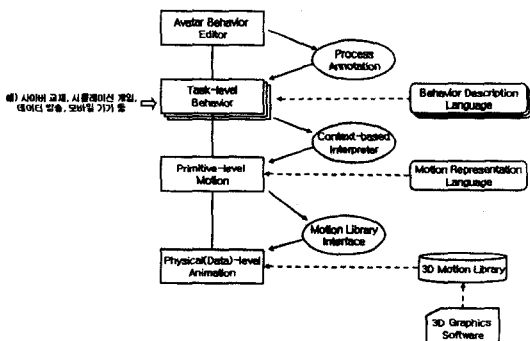 Avatar Behavior
Editor
Process
Annotation
예) 사이버 교제, 시뮬레이션 게임,
데이터 방송, 모바일 기기 등
Task-level
Behavior
Behavior Description
Language
Context-based
Interpreter
Primitive-level
Motion
Motion Representation
Language
Motion Library
Interface
Physical(Data)-level
Animation
3D Motion Library
3D Graphics
Software